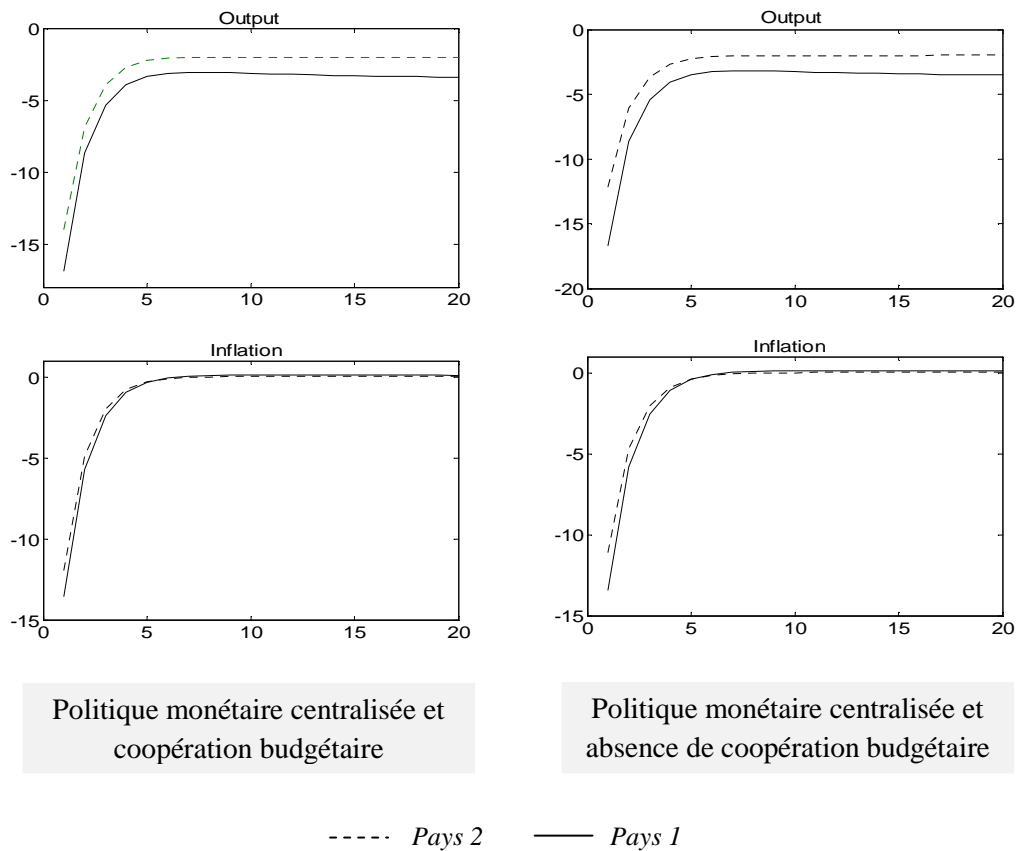 Output
0
-5
-10
-15
0 5 10 15 20
Output
0
-5
-10
-15
-20
0 5 10 15 20
Inflation
0
-5
-10
-15
0 5 10 15 20
Inflation
0
-5
-10
-15
0 5 10 15 20
Politique monétaire centralisée et
coopération budgétaire
Politique monétaire centralisée et
absence de coopération budgétaire
Pays 2 Pays 1